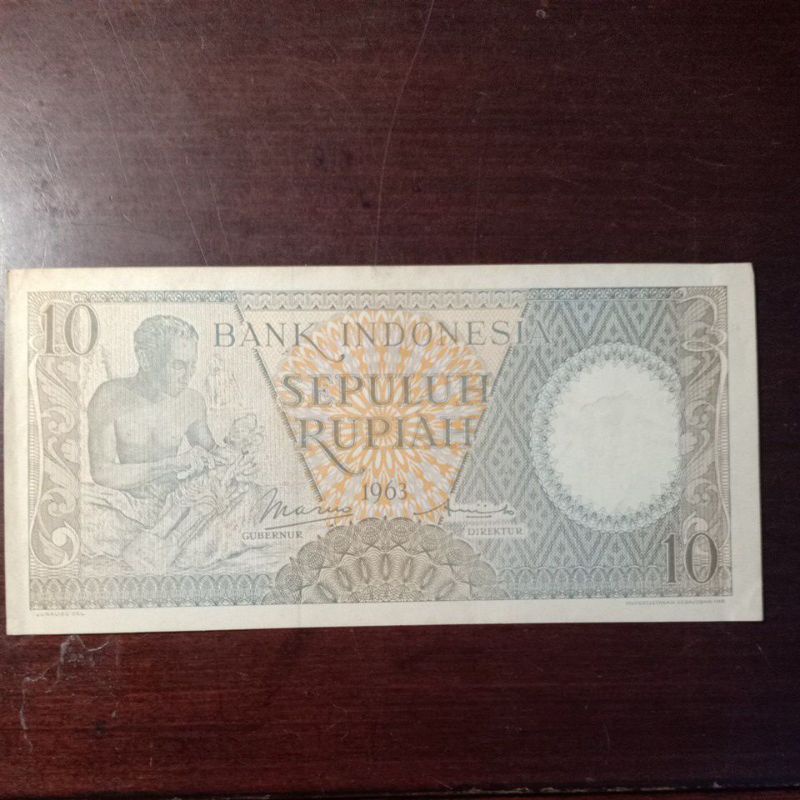 10
BANK INDONESIA
SEPULUH
RUPIAH
1963
GUBERNUR
DIREKTUR
10